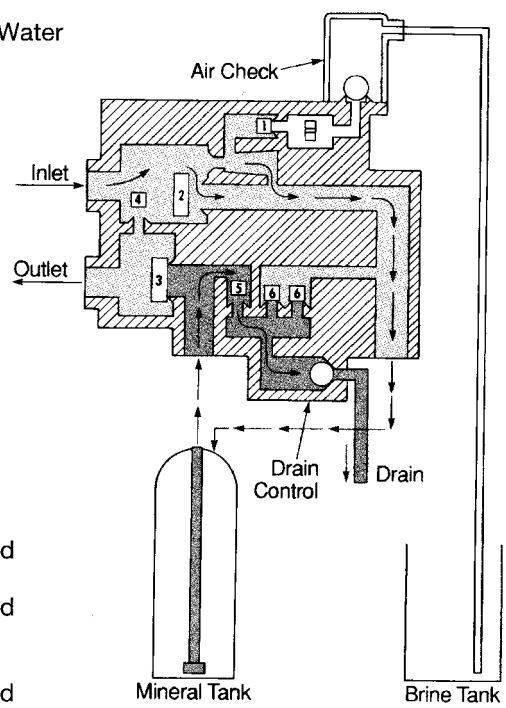 Water
Air Check
1
Inlet
2
4
Outlet
3
5
6
6
Drain
Control
Drain
d
d
d
Mineral Tank
Brine Tank